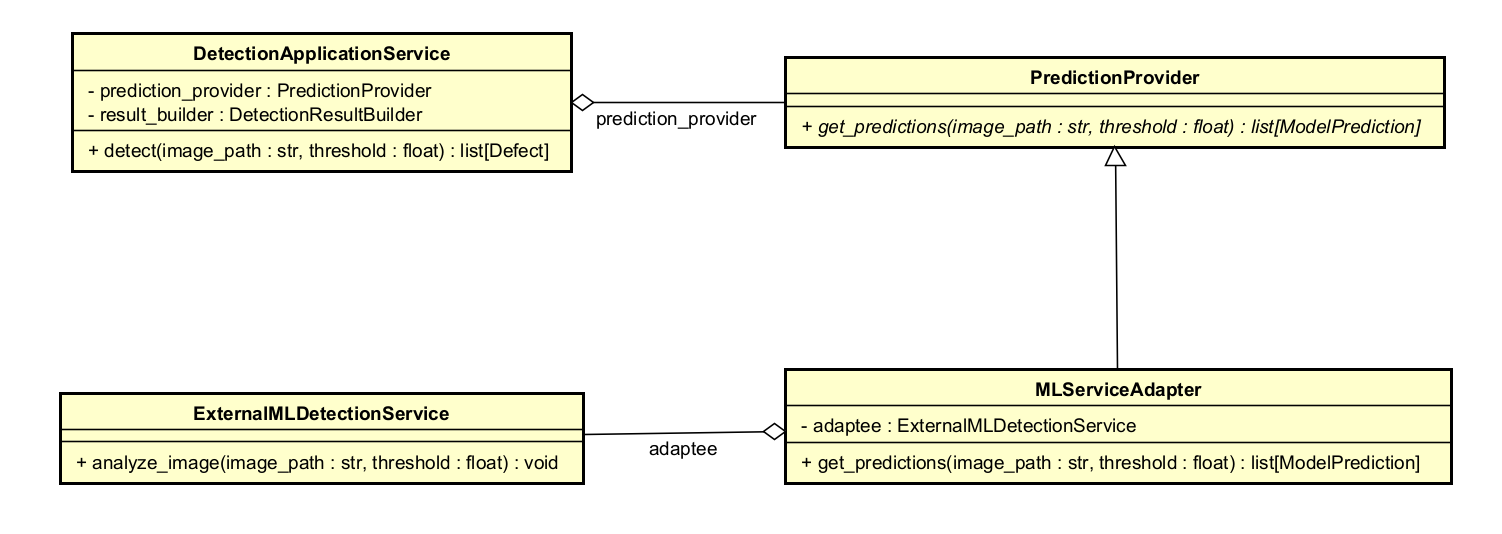 DetectionApplicationService
- prediction_provider : PredictionProvider
- result_builder : DetectionResultBuilder
+ detect(image_path : str, threshold : float) : list[Defect]
prediction_provider
PredictionProvider
+ get_predictions(image_path : str, threshold : float) : list[ModelPrediction]
ExternalMLDetectionService
+ analyze_image(image_path : str, threshold : float) : void
adaptee
MLServiceAdapter
- adaptee : ExternalMLDetectionService
+ get_predictions(image_path : str, threshold : float) : list[ModelPrediction]